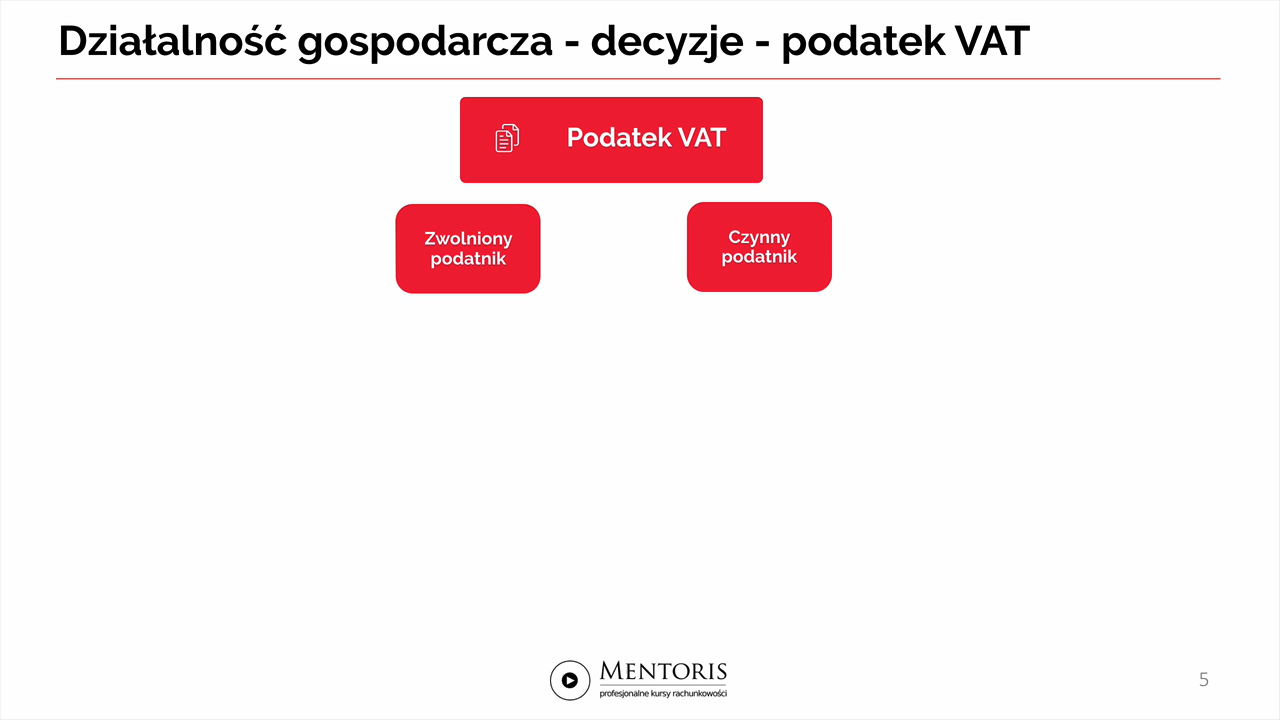 Działalność gospodarcza - decyzje - podatek VAT
Podatek VAT
Zwolniony
podatnik
Czynny
podatnik
MENTORIS
profesjonalne kursy rachunkowości
5